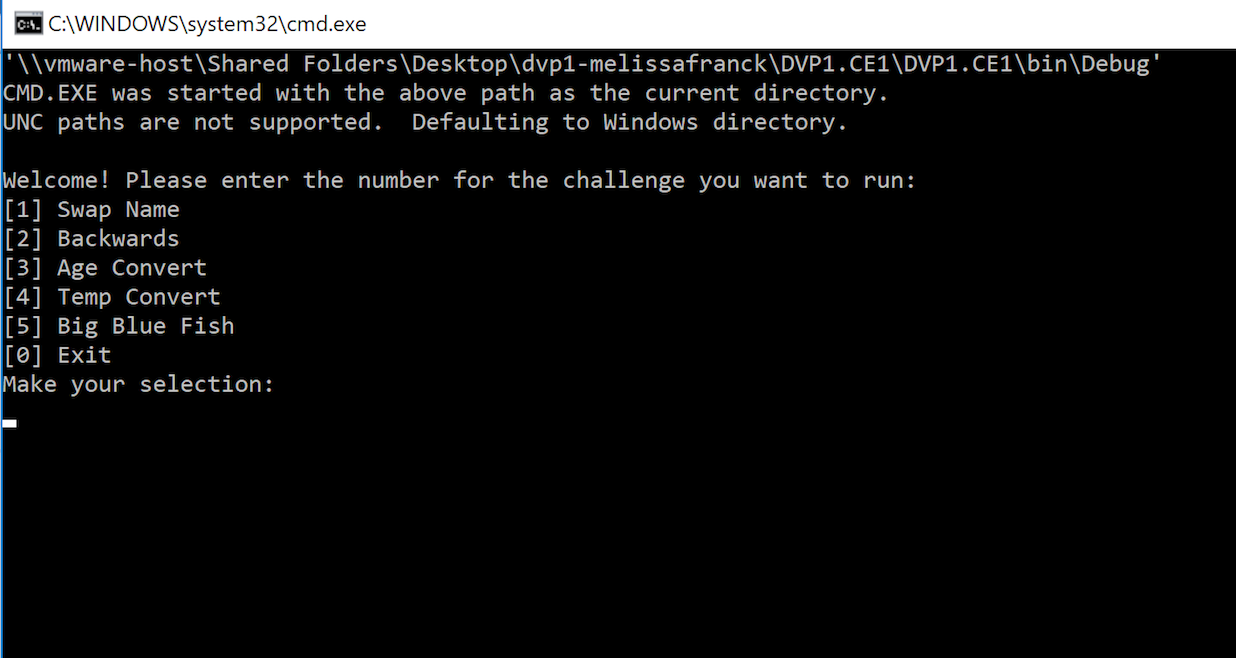 C:\WINDOWS\system32\cmd.exe
'\\vmware-host\Shared Folders\Desktop\dvp1-melissafranck\DVP1.CE1\DVP1.CE1\bin\Debug'
CMD.EXE was started with the above path as the current directory.
UNC paths are not supported.  Defaulting to Windows directory.
Welcome! Please enter the number for the challenge you want to run:
[1] Swap Name
[2] Backwards
[3] Age Convert
[4] Temp Convert
[5] Big Blue Fish
[0] Exit
Make your selection: